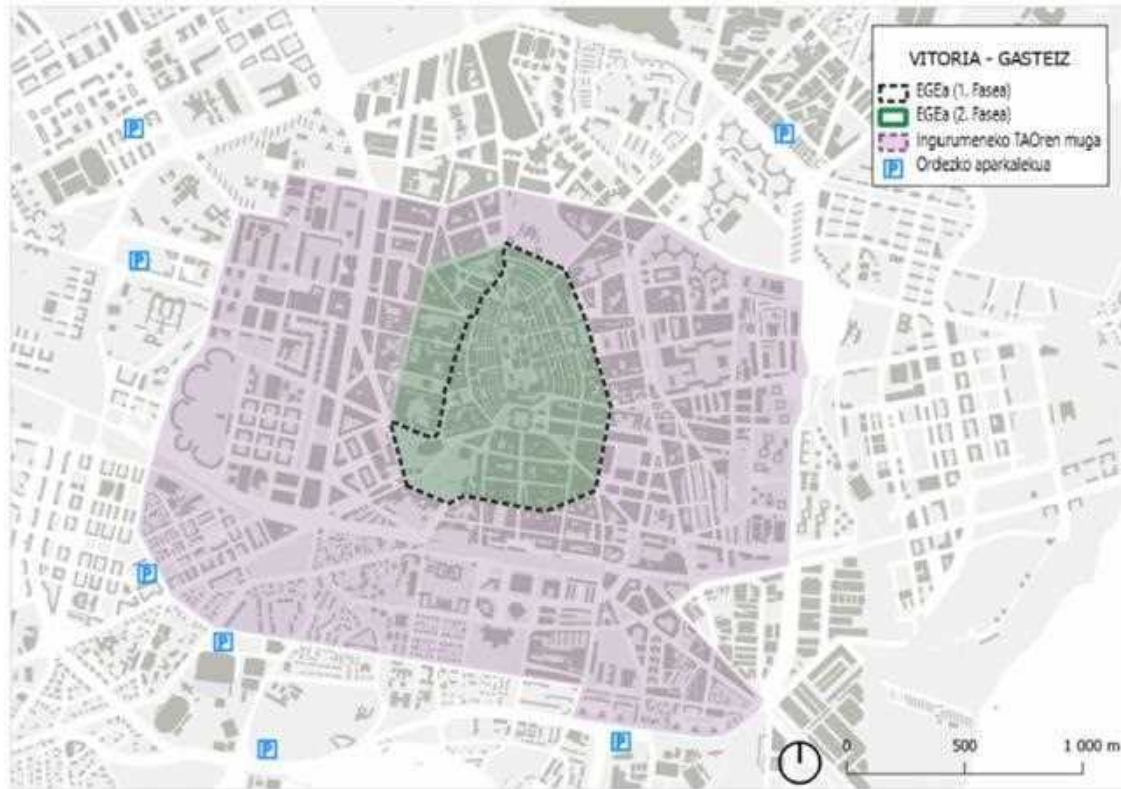 VITORIA - GASTEIZ
EGEa (1. Fasea)
EGEa (2. Fasea)
Ingurumeneko TAOren muga
P Ordezko aparkalekua
P
P
P
P
P
P
P
0 500 1 000 m